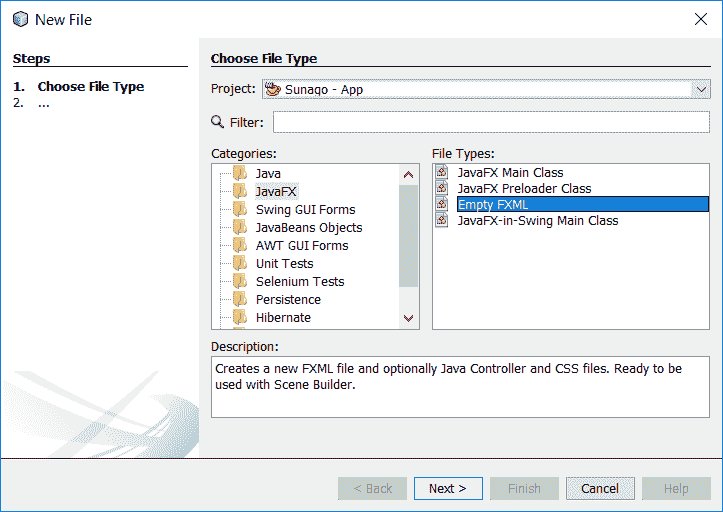 New File
Steps
1. Choose File Type
2. ...
Choose File Type
Project: Sunago - App
Filter:
Categories:
Java
JavaFX
Swing GUI Forms
JavaBeans Objects
AWT GUI Forms
Unit Tests
Selenium Tests
Persistence
Hibernate
File Types:
JavaFX Main Class
JavaFX Preloader Class
Empty FXML
JavaFX-in-Swing Main Class
Description:
Creates a new FXML file and optionally Java Controller and CSS files. Ready to be
used with Scene Builder.
< Back Next > Finish Cancel Help